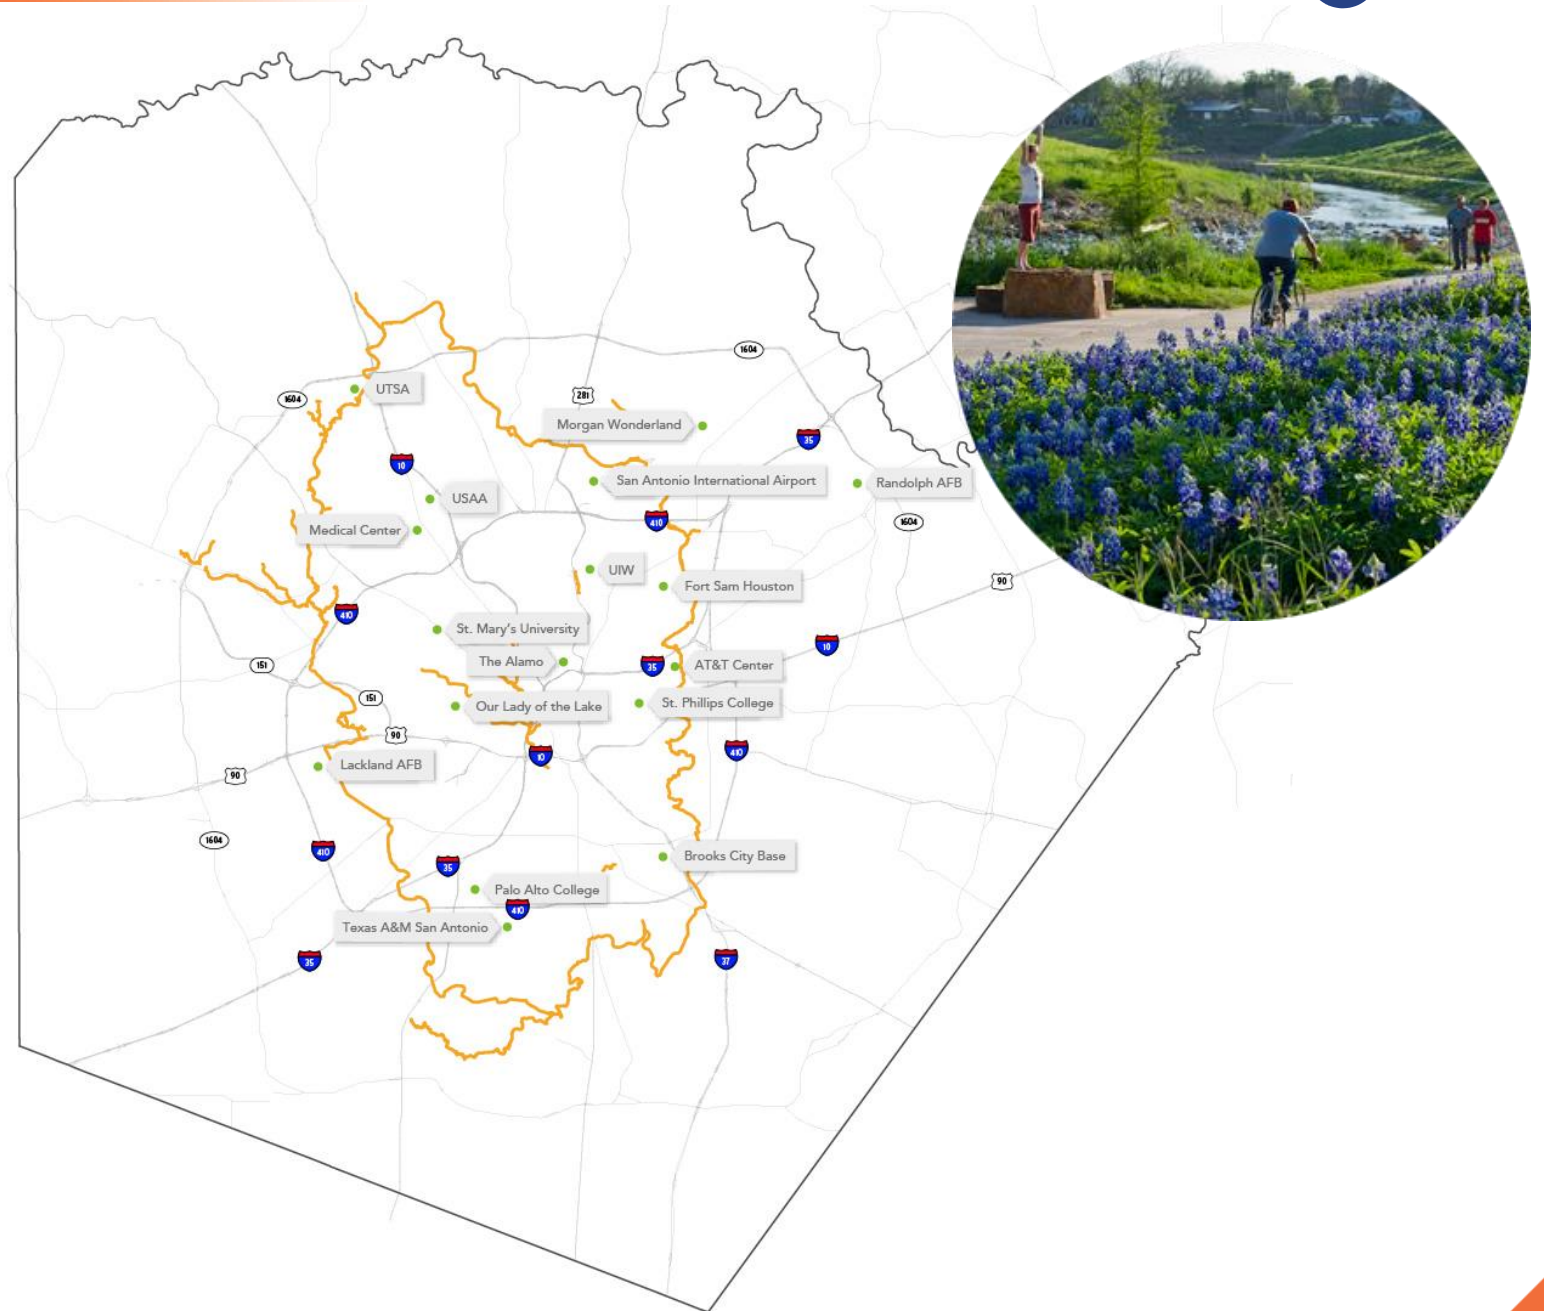 1604
UTSA
1604
281
Morgan Wonderland
35
10
San Antonio International Airport
Randolph AFB
USAA
410
1604
Medical Center
UIW
Fort Sam Houston
90
410
St. Mary's University
10
The Alamo
35
AT&T Center
151
151
Our Lady of the Lake
St. Phillips College
90
410
10
Lackland AFB
90
1604
410
35
Brooks City Base
Palo Alto College
410
Texas A&M San Antonio
35
37